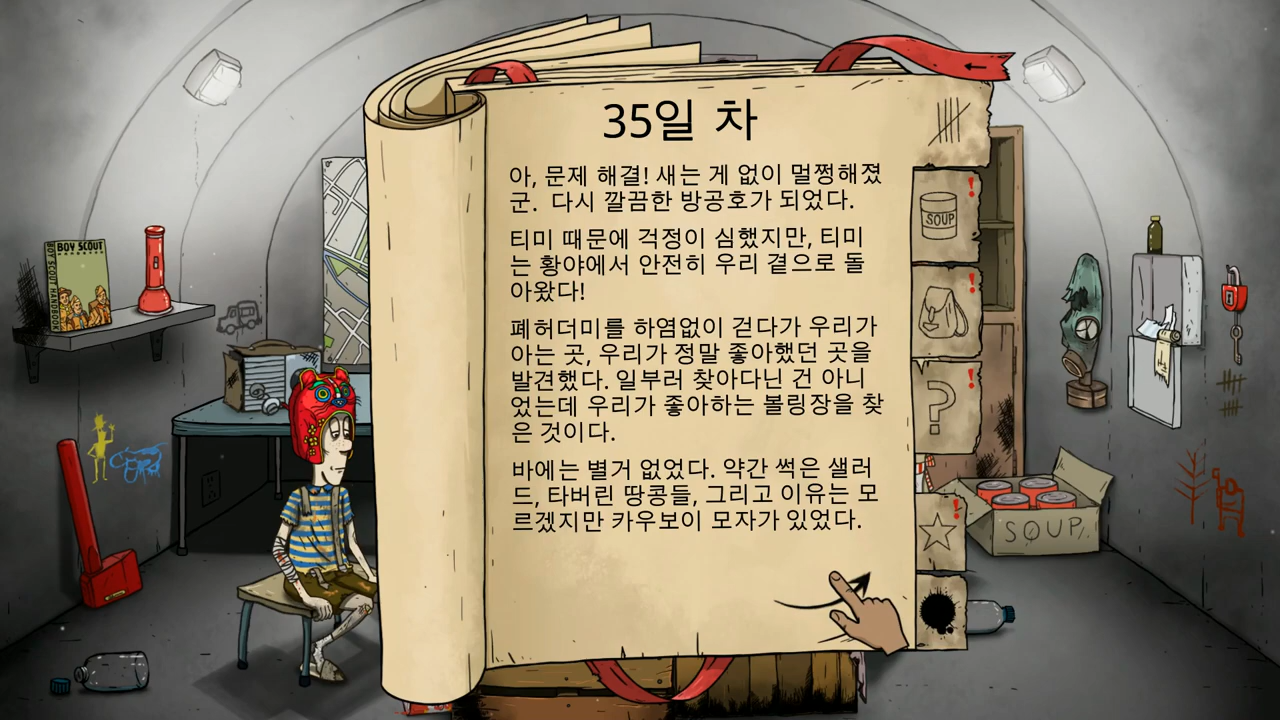 35일 차
아, 문제 해결! 새는 게 없이 멀쩡해졌
군. 다시 깔끔한 방공호가 되었다.
티미 때문에 걱정이 심했지만, 티미
는 황야에서 안전히 우리 곁으로 돌
아왔다!
폐허더미를 하염없이 걷다가 우리가
아는 곳, 우리가 정말 좋아했던 곳을
발견했다. 일부러 찾아다닌 건 아니
었는데 우리가 좋아하는 볼링장을 찾
은 것이다.
바에는 별거 없었다. 약간 썩은 샐러
드, 타버린 땅콩들, 그리고 이유는 모
르겠지만 카우보이 모자가 있었다.
SOUP
BOY SCOUT
BOY SCOUT HANDBOOK
SOUP